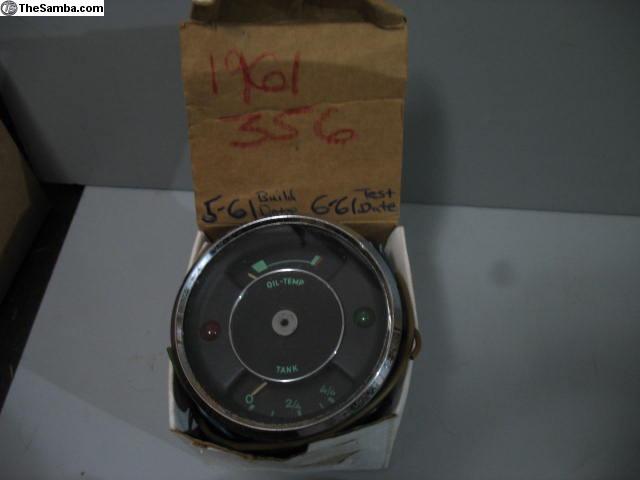 TheSamba.com
1961
356
5-61 Build Date 6-61 Test Date
OIL-TEMP
TANK
0 2/4 4/4